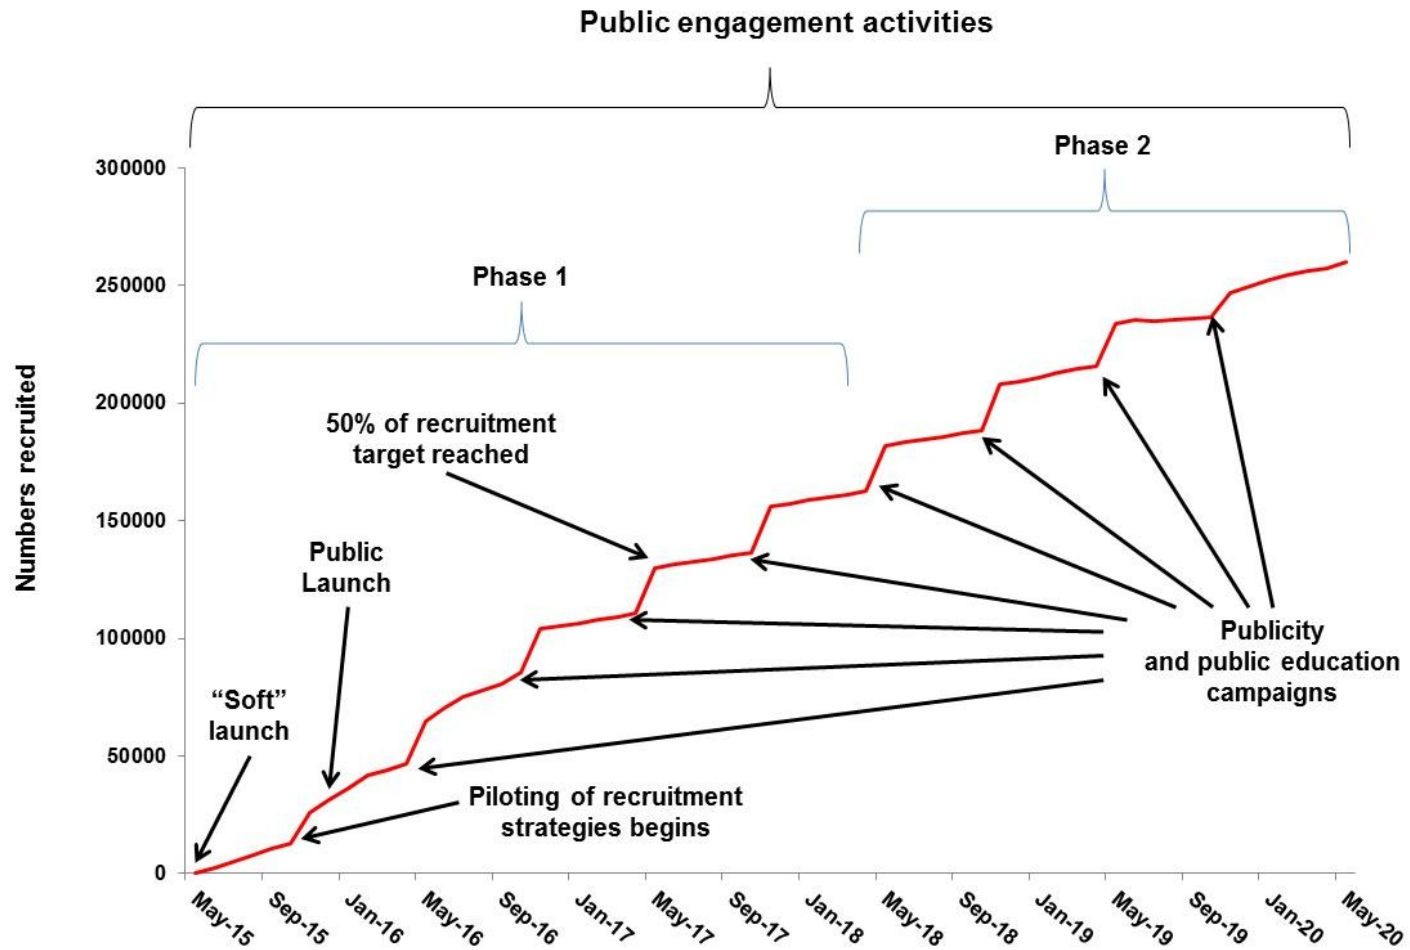 Public engagement activities
Phase 2
300000
250000
200000
150000
100000
50000
0
Numbers recruited
Phase 1
50% of recruitment
target reached
Public
Launch
“Soft”
launch
Piloting of recruitment
strategies begins
Publicity
and public education
campaigns
May-15
Sep-15
Jan-16
May-16
Sep-16
Jan-17
May-17
Sep-17
Jan-18
May-18
Sep-18
Jan-19
May-19
Sep-19
Jan-20
May-20